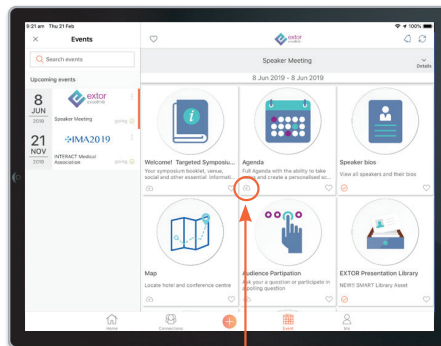 9:21 am Thu 21 Feb
100%
Events
Search events
Upcoming events
8
JUN
2019
extor
Speaker Meeting
going
21
NOV
2019
IMA2019
INTERACT Medical
Association
going
extor
Speaker Meeting
Details
8 Jun 2019 - 8 Jun 2019
Welcome! Targeted Symposiu...
Your symposium booklet, venue,
social and other essential informati...
Agenda
Full Agenda with the ability to take
and create a personalised sc...
Speaker bios
View all speakers and their bios
Map
Locate hotel and conference centre
Audience Partipation
Ask your a question or participate in
a polling question
EXTOR Presentation Library
NEW!! SMART Library Asset
Home
Connections
Event
Me